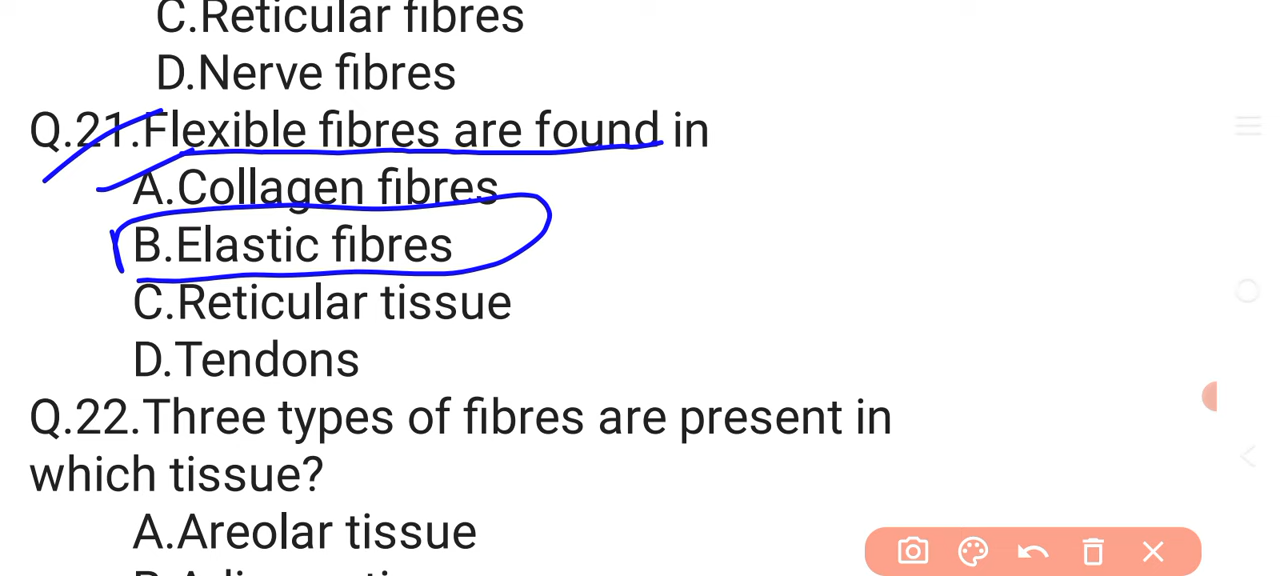 C.Reticular fibres
D.Nerve fibres
Q.21.Flexible fibres are found in
A.Collagen fibres
B.Elastic fibres
C.Reticular tissue
D.Tendons
Q.22.Three types of fibres are present in
which tissue?
A.Areolar tissue